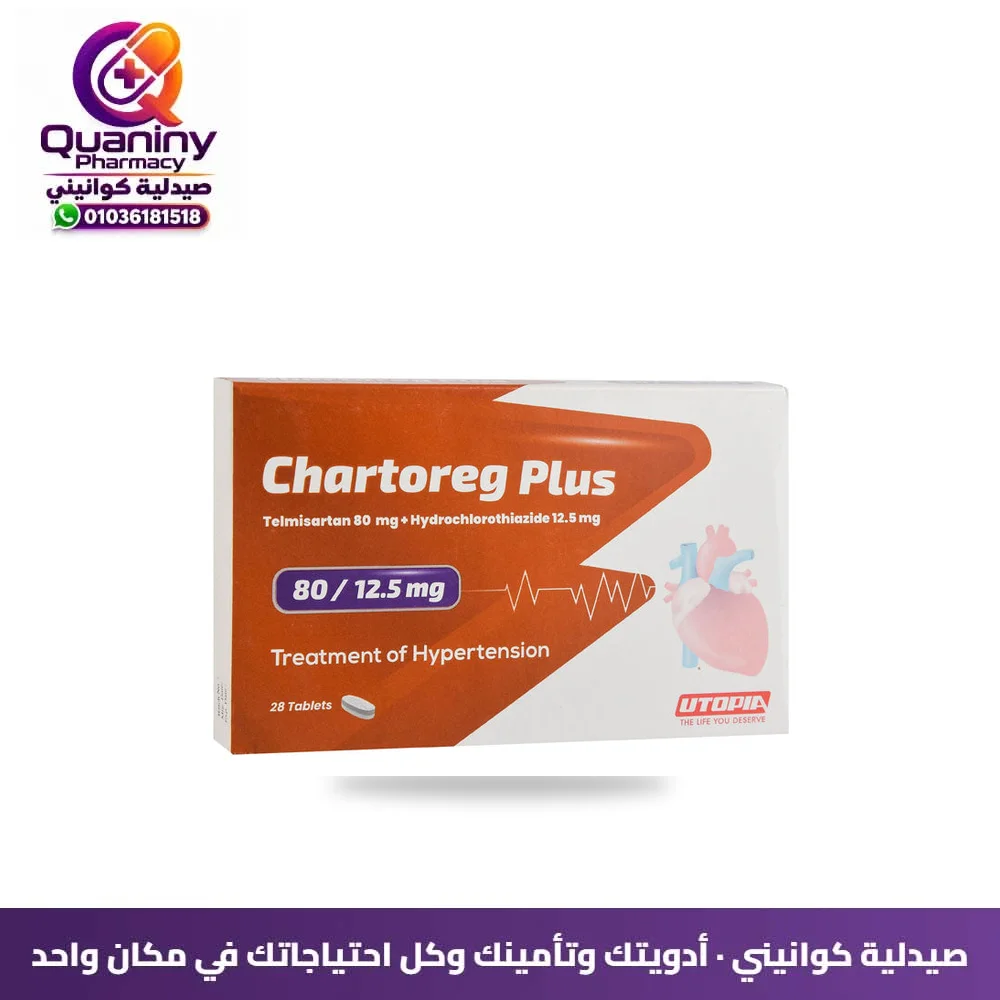 Quaniny
Pharmacy
صيدلية كوانيني
01036181518
Chartoreg Plus
Telmisartan 80 mg + Hydrochlorothiazide 12.5 mg
80 / 12.5 mg
Treatment of Hypertension
28 Tablets
UTOPIA
THE LIFE YOU DESERVE
صيدلية كوانيني • أدويتك وتأمينك وكل احتياجاتك في مكان واحد